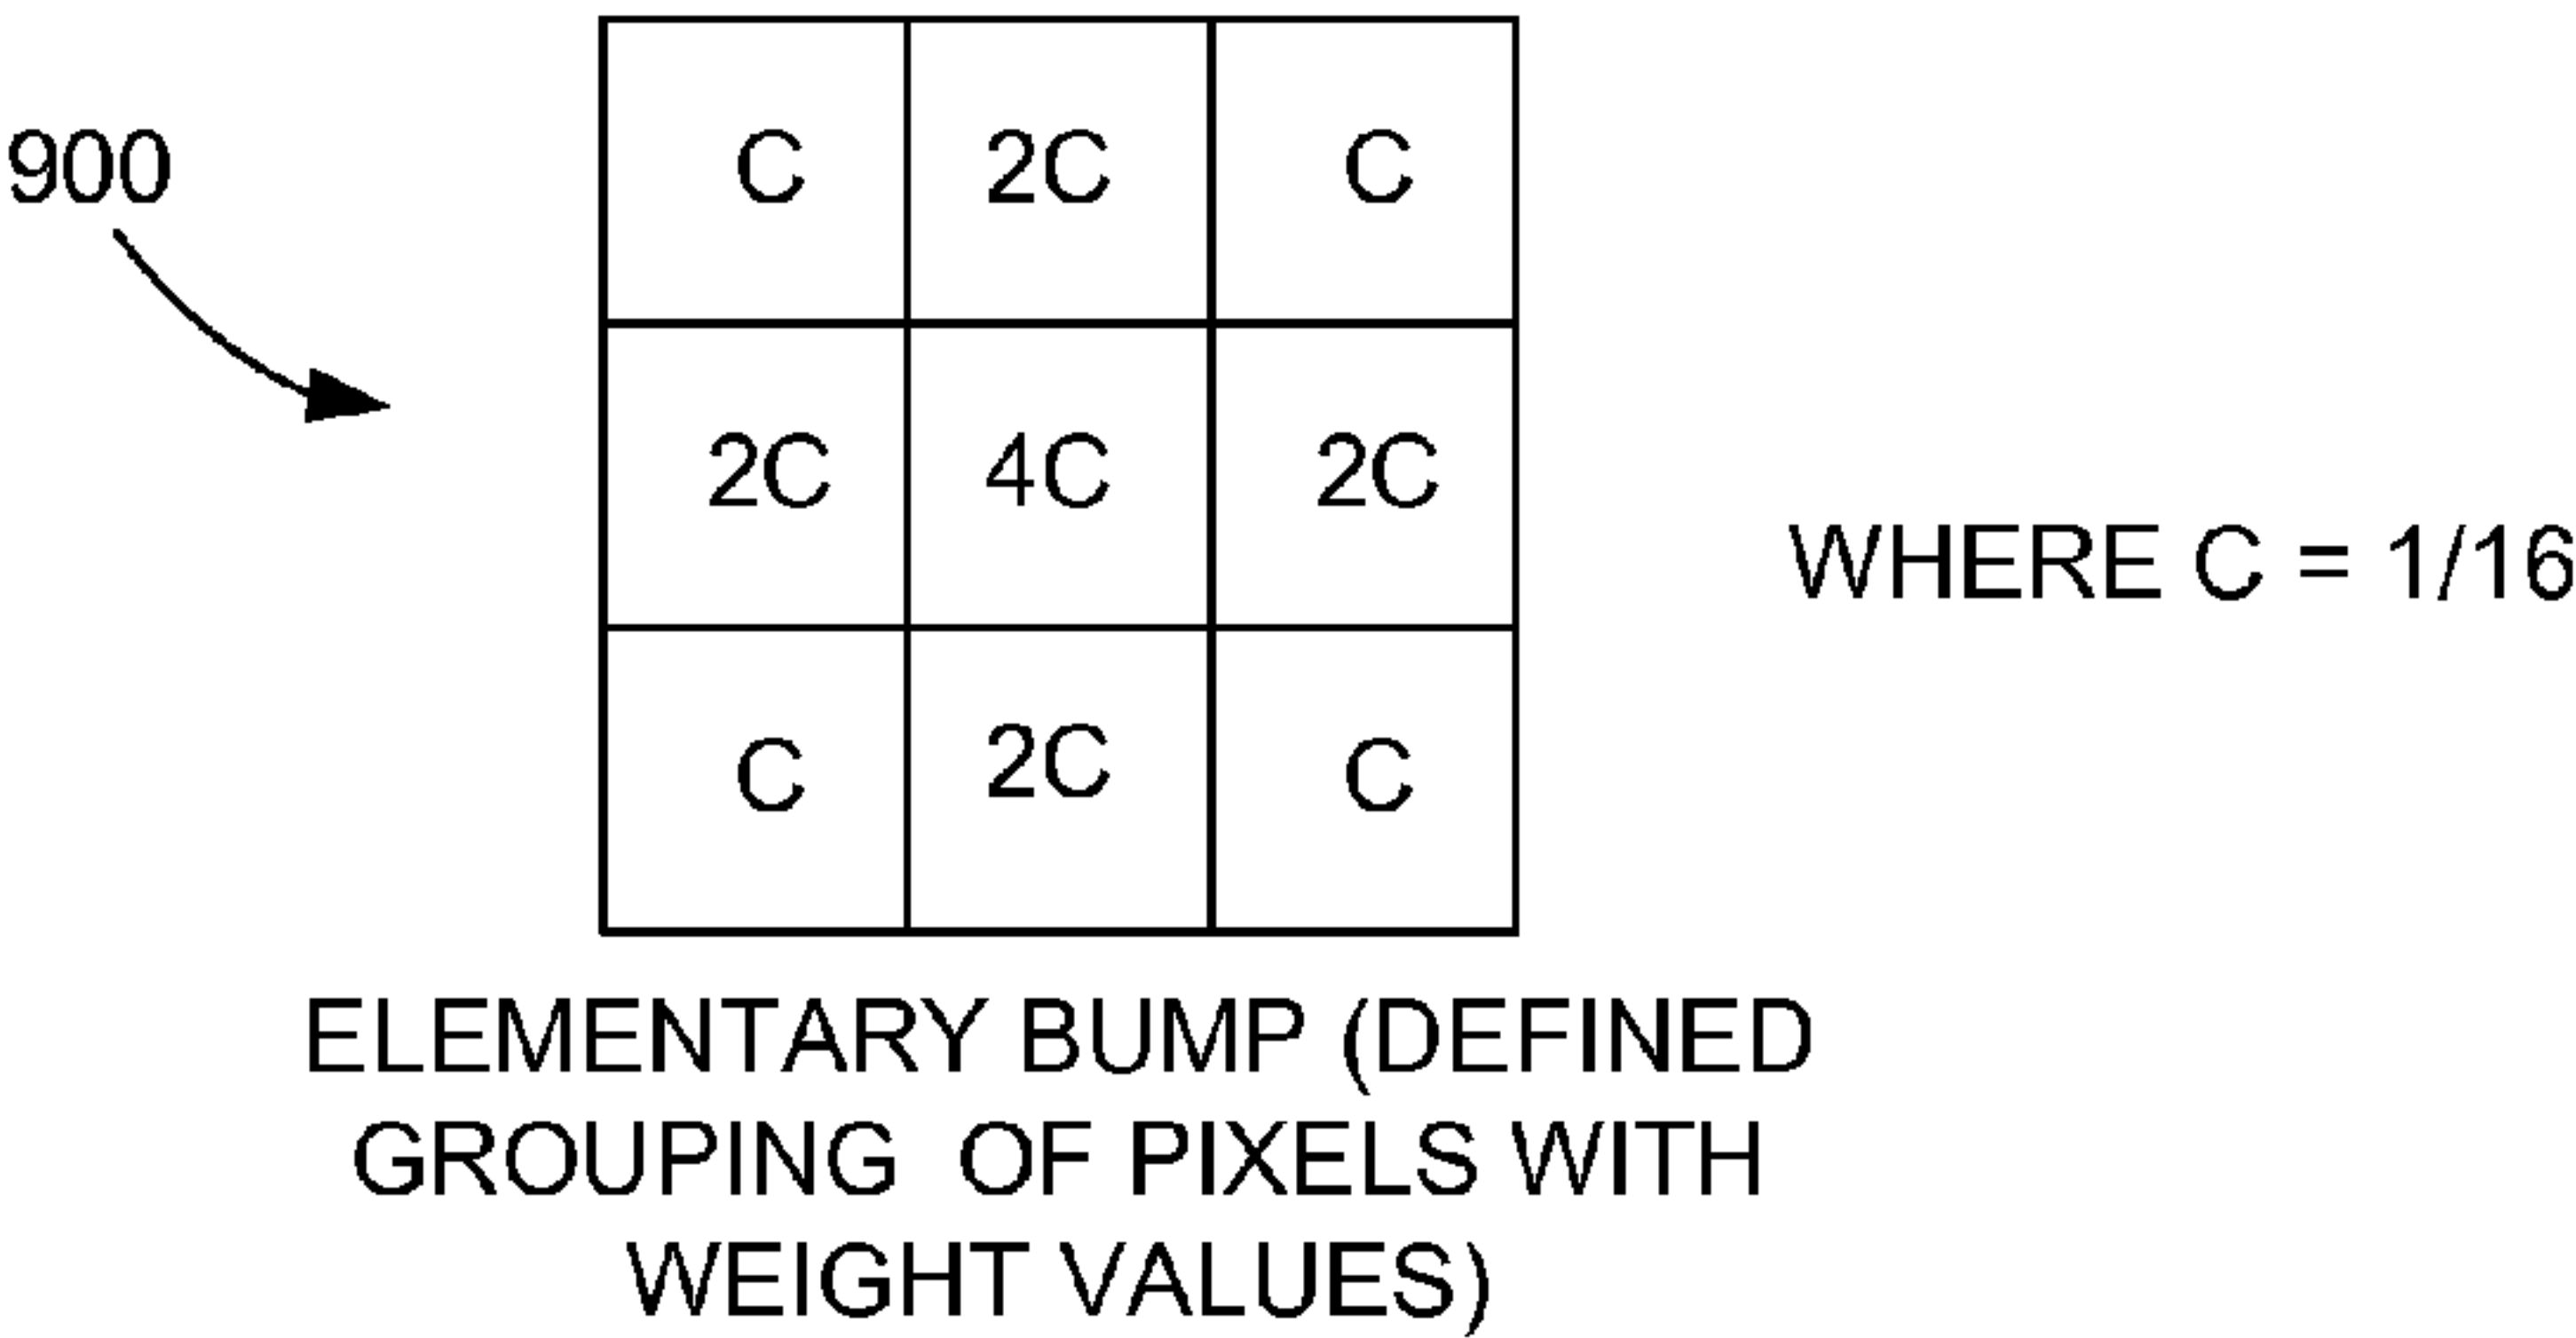 900
C 2C C
2C 4C 2C
WHERE C = 1/16
C 2C C
ELEMENTARY BUMP (DEFINED
GROUPING OF PIXELS WITH
WEIGHT VALUES)